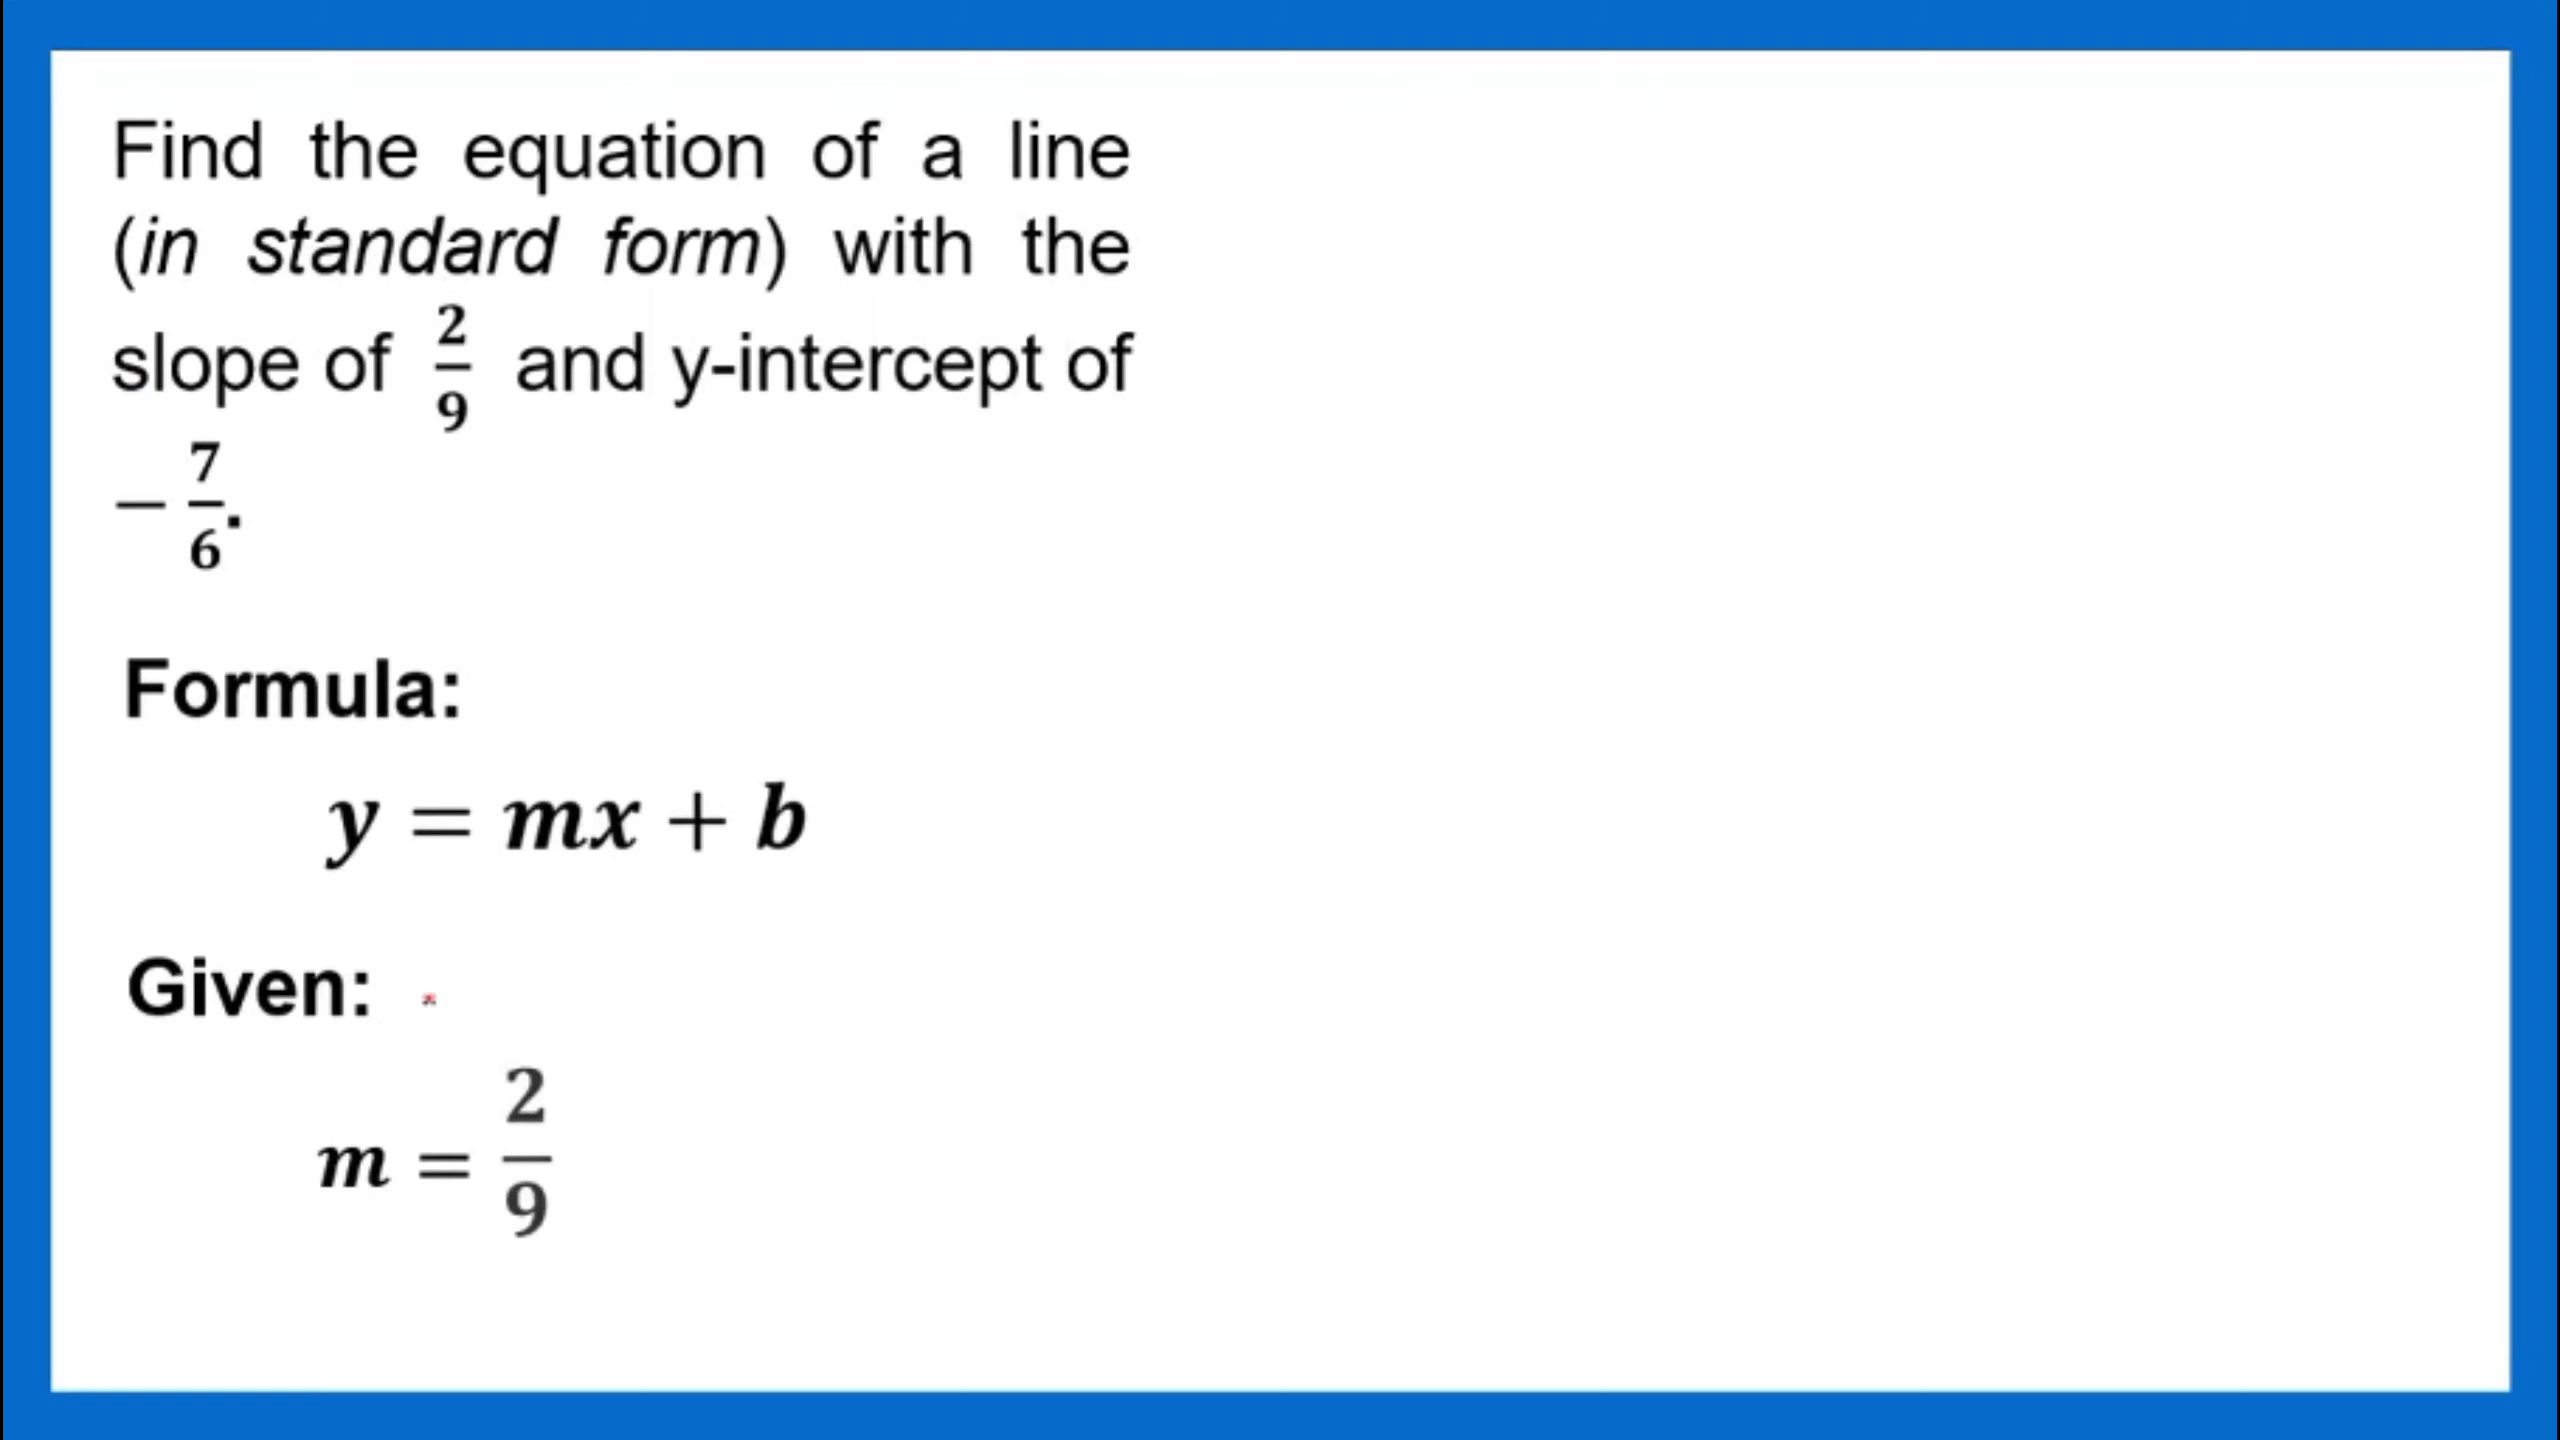 Find the equation of a line
(in standard form) with the
slope of 2/9 and y-intercept of
− 7/6.
Formula:
y = mx + b
Given:
m = 2/9